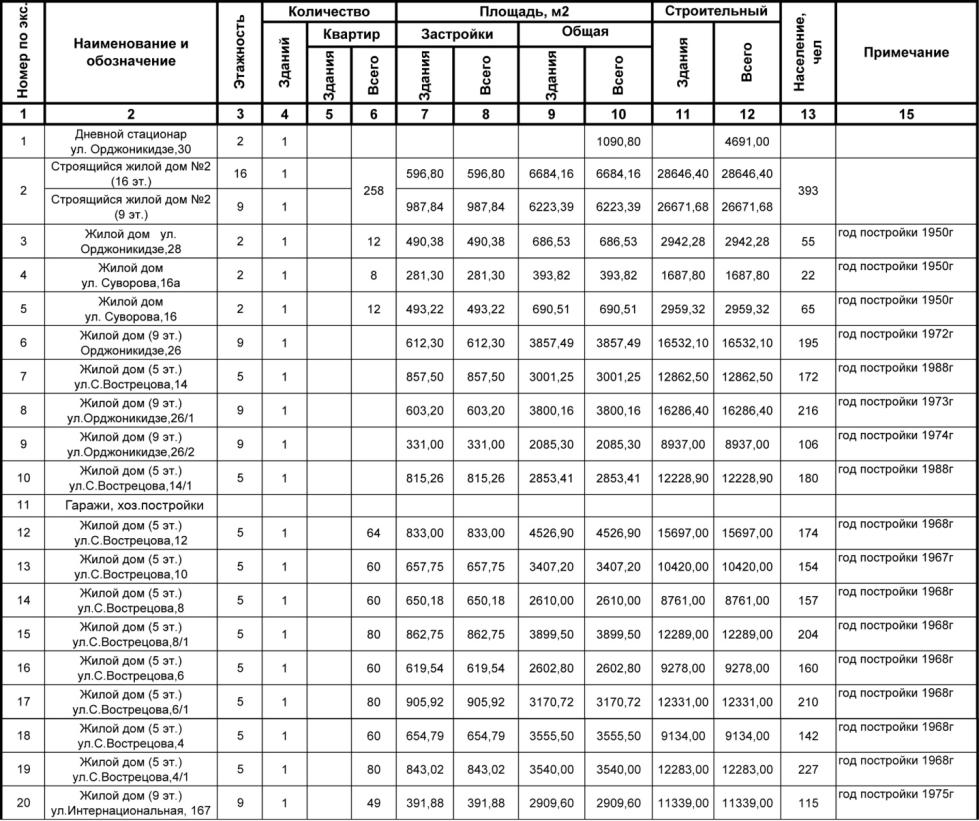 Номер по экс. Наименование и обозначение Этажность Количество Площадь, м2 Строительный Население, чел Примечание
Зданий Квартир Застройки Общая Здания Всего
Здания Всего Здания Всего Здания Всего
1 2 3 4 5 6 7 8 9 10 11 12 13 15
1 Дневной стационар ул. Орджоникидзе,30 2 1 1090,80 4691,00
2 Строящийся жилой дом №2 (16 эт.) 16 1 258 596,80 596,80 6684,16 6684,16 28646,40 28646,40 393
Строящийся жилой дом №2 (9 эт.) 9 1 987,84 987,84 6223,39 6223,39 26671,68 26671,68
3 Жилой дом ул. Орджоникидзе,28 2 1 12 490,38 490,38 686,53 686,53 2942,28 2942,28 55 год постройки 1950г
4 Жилой дом ул. Суворова,16а 2 1 8 281,30 281,30 393,82 393,82 1687,80 1687,80 22 год постройки 1950г
5 Жилой дом ул. Суворова,16 2 1 12 493,22 493,22 690,51 690,51 2959,32 2959,32 65 год постройки 1950г
6 Жилой дом (9 эт.) Орджоникидзе,26 9 1 612,30 612,30 3857,49 3857,49 16532,10 16532,10 195 год постройки 1972г
7 Жилой дом (5 эт.) ул.С.Вострецова,14 5 1 857,50 857,50 3001,25 3001,25 12862,50 12862,50 172 год постройки 1988г
8 Жилой дом (9 эт.) ул.Орджоникидзе,26/1 9 1 603,20 603,20 3800,16 3800,16 16286,40 16286,40 216 год постройки 1973г
9 Жилой дом (9 эт.) ул.Орджоникидзе,26/2 9 1 331,00 331,00 2085,30 2085,30 8937,00 8937,00 106 год постройки 1974г
10 Жилой дом (5 эт.) ул.С.Вострецова,14/1 5 1 815,26 815,26 2853,41 2853,41 12228,90 12228,90 180 год постройки 1988г
11 Гаражи, хоз.постройки
12 Жилой дом (5 эт.) ул.С.Вострецова,12 5 1 64 833,00 833,00 4526,90 4526,90 15697,00 15697,00 174 год постройки 1968г
13 Жилой дом (5 эт.) ул.С.Вострецова,10 5 1 60 657,75 657,75 3407,20 3407,20 10420,00 10420,00 154 год постройки 1967г
14 Жилой дом (5 эт.) ул.С.Вострецова,8 5 1 60 650,18 650,18 2610,00 2610,00 8761,00 8761,00 157 год постройки 1968г
15 Жилой дом (5 эт.) ул.С.Вострецова,8/1 5 1 80 862,75 862,75 3899,50 3899,50 12289,00 12289,00 204 год постройки 1968г
16 Жилой дом (5 эт.) ул.С.Вострецова,6 5 1 60 619,54 619,54 2602,80 2602,80 9278,00 9278,00 160 год постройки 1968г
17 Жилой дом (5 эт.) ул.С.Вострецова,6/1 5 1 80 905,92 905,92 3170,72 3170,72 12331,00 12331,00 210 год постройки 1968г
18 Жилой дом (5 эт.) ул.С.Вострецова,4 5 1 60 654,79 654,79 3555,50 3555,50 9134,00 9134,00 142 год постройки 1968г
19 Жилой дом (5 эт.) ул.С.Вострецова,4/1 5 1 80 843,02 843,02 3540,00 3540,00 12283,00 12283,00 227 год постройки 1968г
20 Жилой дом (9 эт.) ул.Интернациональная, 167 9 1 49 391,88 391,88 2909,60 2909,60 11339,00 11339,00 115 год постройки 1975г